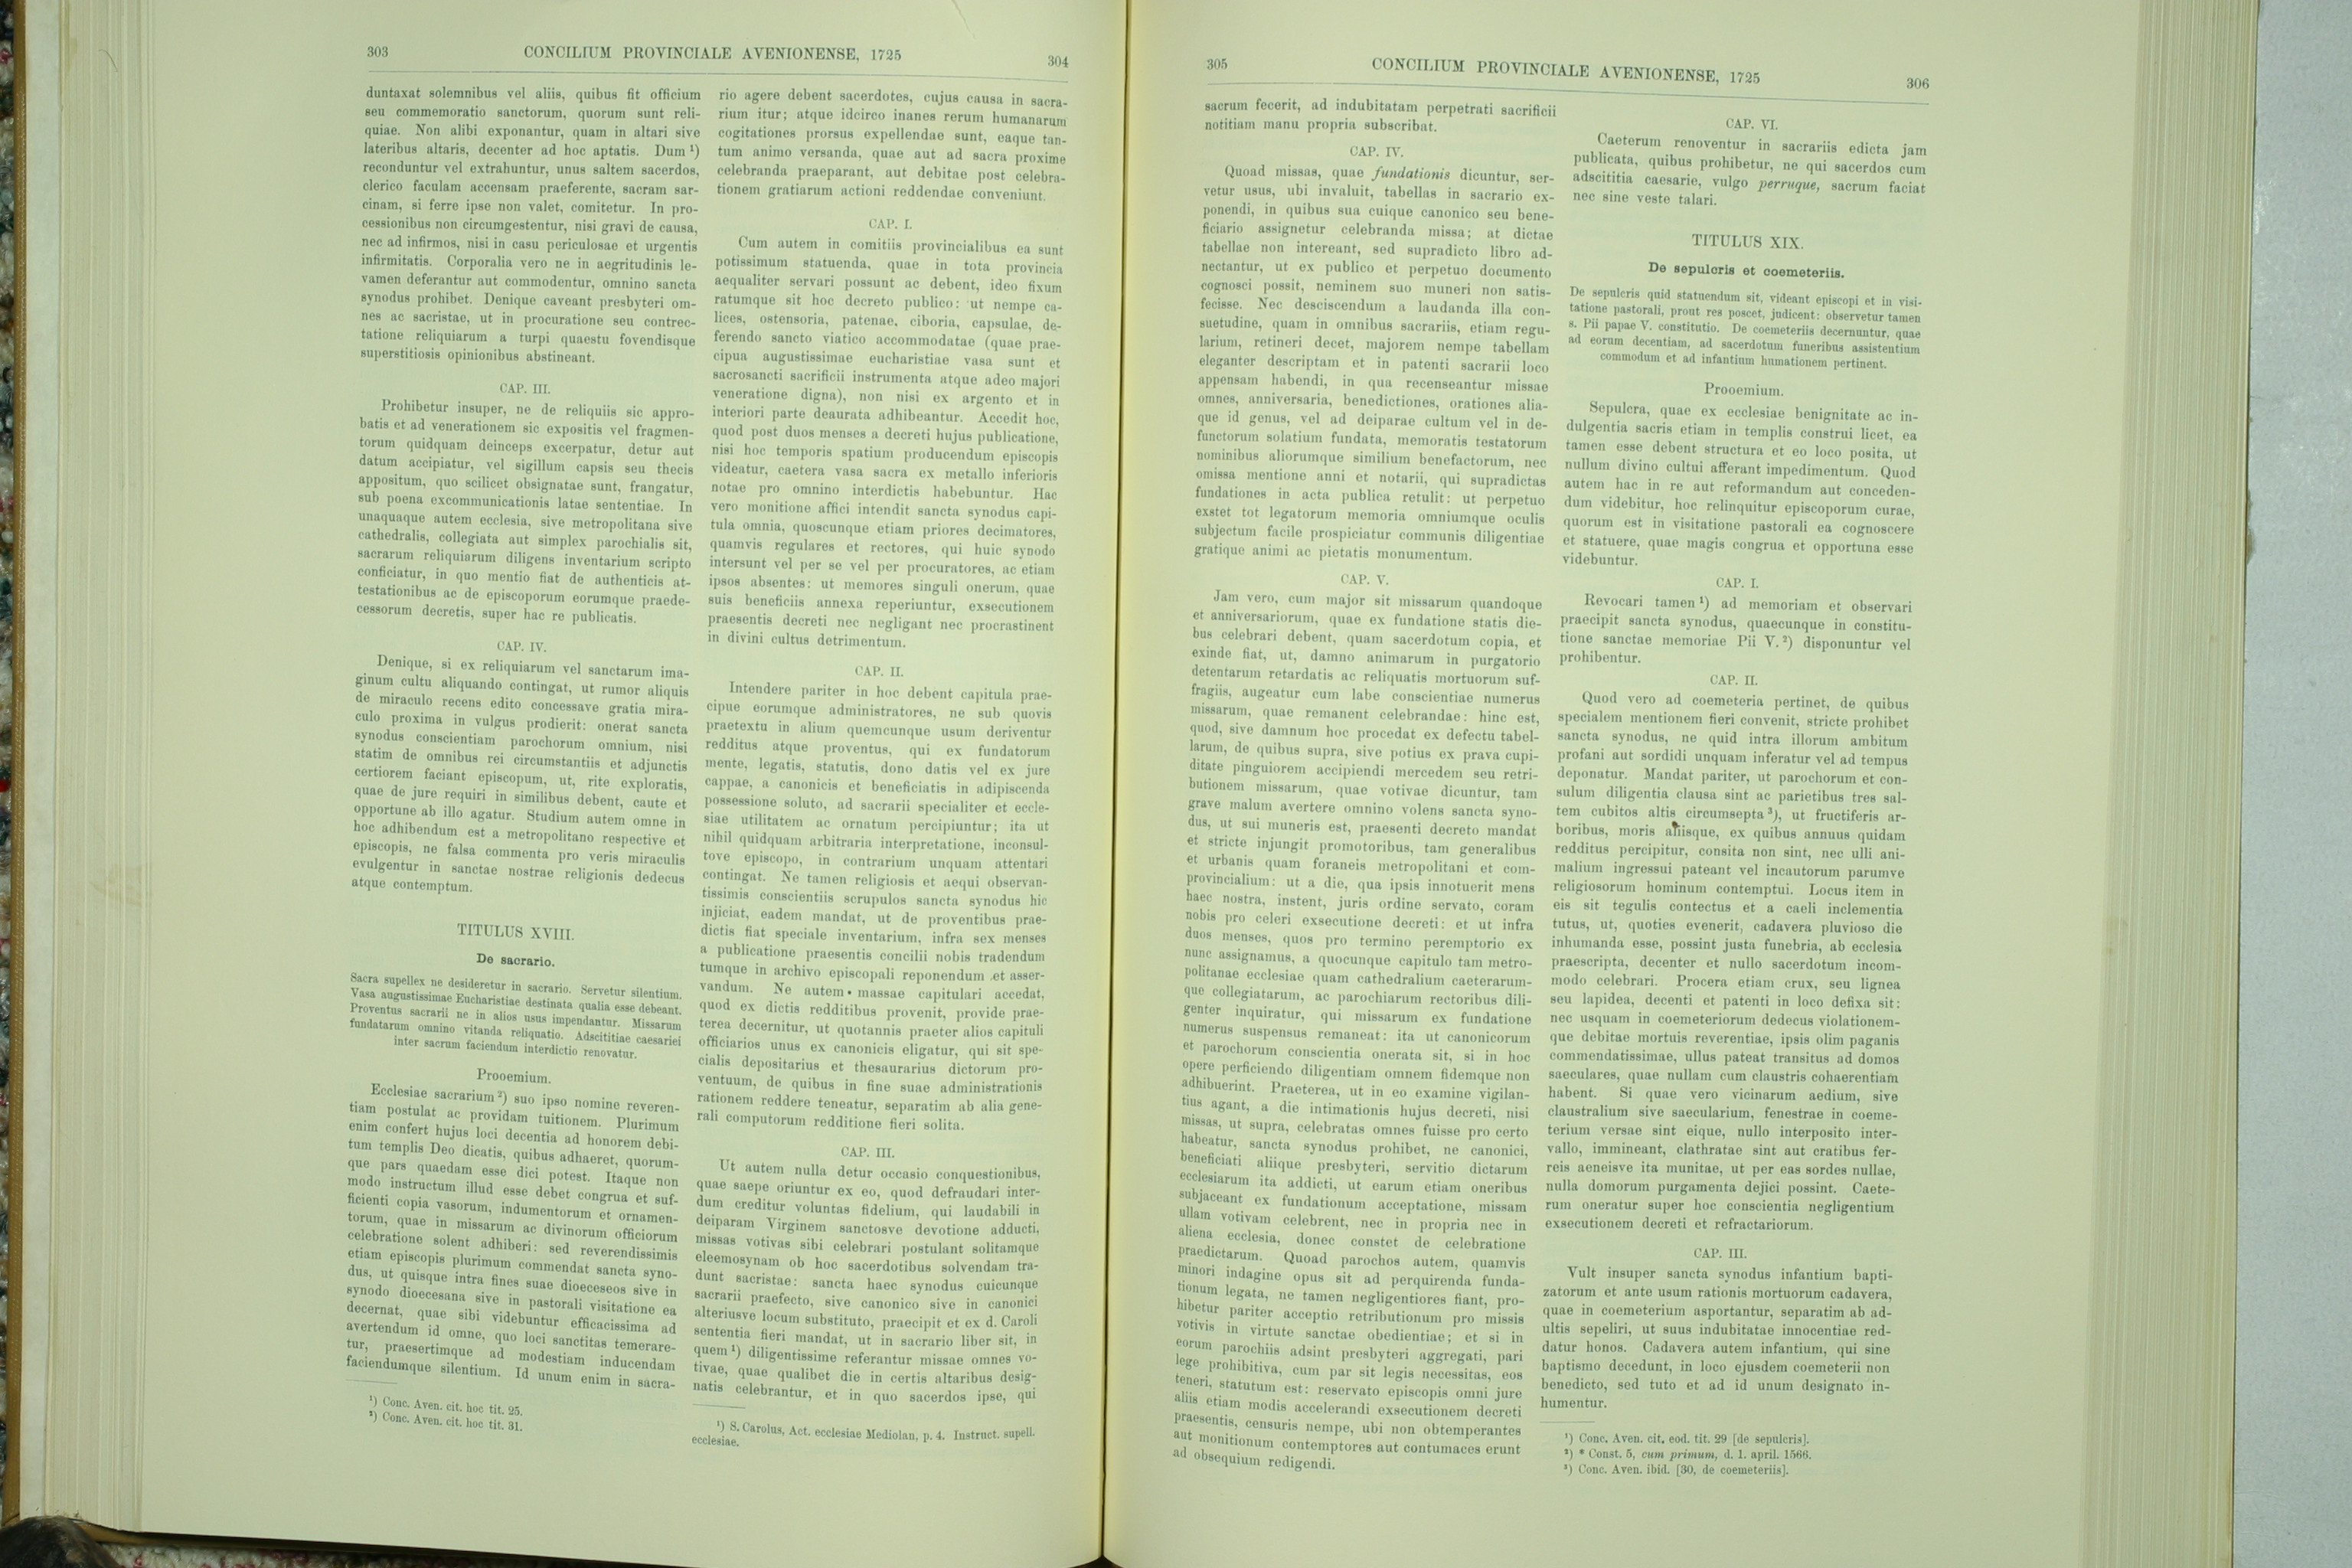 303
CONCILIUM PROVINCIALE AVENIONENSE, 1725
304
duntaxat solemnibus vel aliis, quibus fit officium
seu commemoratio sanctorum, quorum sunt reli-
quiae. Non alibi exponantur, quam in altari sive
lateribus altaris, decenter ad hoc aptatis. Dum ¹)
reconduntur vel extrahuntur, unus saltem sacerdos,
clerico faculam accensam praeferente, sacram sar-
cinam, si ferre ipse non valet, comitetur. In pro-
cessionibus non circumgestentur, nisi gravi de causa,
nec ad infirmos, nisi in casu periculosae et urgentis
infirmitatis. Corporalia vero ne in aegritudinis le-
vamen deferantur aut commodentur, omnino sancta
synodus prohibet. Denique caveant presbyteri om-
nes ac sacristae, ut in procuratione seu contrec-
tatione reliquiarum a turpi quaestu fovendisque
superstitiosis opinionibus abstineant.
CAP. III.
Prohibetur insuper, ne de reliquiis sic appro-
batis et ad venerationem sic expositis vel fragmen-
torum quidquam deinceps excerpatur, detur aut
datum accipiatur, vel sigillum capsis seu thecis
appositum, quo scilicet obsignatae sunt, frangatur,
sub poena excommunicationis latae sententiae. In
unaquaque autem ecclesia, sive metropolitana sive
cathedralis, collegiata aut simplex parochialis sit,
sacrarum reliquiarum diligens inventarium scripto
conficiatur, in quo mentio fiat de authenticis at-
testationibus ac de episcoporum eorumque praede-
cessorum decretis, super hac re publicatis.
CAP. IV.
Denique, si ex reliquiarum vel sanctarum ima-
ginum cultu aliquando contingat, ut rumor aliquis
de miraculo recens edito concessave gratia mira-
culo proxima in vulgus prodierit: onerat sancta
synodus conscientiam parochorum omnium, nisi
statim de omnibus rei circumstantiis et adjunctis
certiorem faciant episcopum, ut, rite exploratis,
quae de jure requiri in similibus debent, caute et
opportune ab illo agatur. Studium autem omne in
hoc adhibendum est a metropolitano respective et
episcopis, ne falsa commenta pro veris miraculis
evulgentur in sanctae nostrae religionis dedecus
atque contemptum.
TITULUS XVIII.
De sacrario.
Sacra supellex ne desideretur in sacrario. Servetur silentium.
Vasa augustissimae Eucharistiae destinata qualia esse debeant.
Proventus sacrarii ne in alios usus impendantur. Missarum
fundatarum omnino vitanda reliquatio. Adscititiae caesariei
inter sacrum faciendum interdictio renovatur.
Prooemium.
Ecclesiae sacrarium ²) suo ipso nomine reveren-
tiam postulat ac providam tuitionem. Plurimum
enim confert hujus loci decentia ad honorem debi-
tum templis Deo dicatis, quibus adhaeret, quorum-
que pars quaedam esse dici potest. Itaque non
modo instructum illud esse debet congrua et suf-
ficienti copia vasorum, indumentorum et ornamen-
torum, quae in missarum ac divinorum officiorum
celebratione solent adhiberi: sed reverendissimis
etiam episcopis plurimum commendat sancta syno-
dus, ut quisque intra fines suae dioeceseos sive in
synodo dioecesana sive in pastorali visitatione ea
decernat, quae sibi videbuntur efficacissima ad
avertendum id omne, quo loci sanctitas temerare-
tur, praesertimque ad modestiam inducendam
faciendumque silentium. Id unum enim in sacra-
¹) Conc. Aven. cit. hoc tit. 25.
²) Conc. Aven. cit. hoc tit. 31.
rio agere debent sacerdotes, cujus causa in sacra-
rium itur; atque idcirco inanes rerum humanarum
cogitationes prorsus expellendae sunt, eaque tan-
tum animo versanda, quae aut ad sacra proxime
celebranda praeparant, aut debitae post celebra-
tionem gratiarum actioni reddendae conveniunt.
CAP. I.
Cum autem in comitiis provincialibus ea sunt
potissimum statuenda, quae in tota provincia
aequaliter servari possunt ac debent, ideo fixum
ratumque sit hoc decreto publico: ut nempe ca-
lices, ostensoria, patenae, ciboria, capsulae, de-
ferendo sancto viatico accommodatae (quae prae-
cipua augustissimae eucharistiae vasa sunt et
sacrosancti sacrificii instrumenta atque adeo majori
veneratione digna), non nisi ex argento et in
interiori parte deaurata adhibeantur. Accedit hoc,
quod post duos menses a decreti hujus publicatione,
nisi hoc temporis spatium producendum episcopis
videatur, caetera vasa sacra ex metallo inferioris
notae pro omnino interdictis habebuntur. Hac
vero monitione affici intendit sancta synodus capi-
tula omnia, quoscunque etiam priores decimatores,
quamvis regulares et rectores, qui huic synodo
intersunt vel per se vel per procuratores, ac etiam
ipsos absentes: ut memores singuli onerum, quae
suis beneficiis annexa reperiuntur, exsecutionem
praesentis decreti nec negligant nec procrastinent
in divini cultus detrimentum.
CAP. II.
Intendere pariter in hoc debent capitula prae-
cipue eorumque administratores, ne sub quovis
praetextu in alium quemcunque usum deriventur
redditus atque proventus, qui ex fundatorum
mente, legatis, statutis, dono datis vel ex jure
cappae, a canonicis et beneficiatis in adipiscenda
possessione soluto, ad sacrarii specialiter et eccle-
siae utilitatem ac ornatum percipiuntur; ita ut
nihil quidquam arbitraria interpretatione, inconsul-
tove episcopo, in contrarium unquam attentari
contingat. Ne tamen religiosis et aequi observan-
tissimis conscientiis scrupulos sancta synodus hic
injiciat, eadem mandat, ut de proventibus prae-
dictis fiat speciale inventarium, infra sex menses
a publicatione praesentis concilii nobis tradendum
tumque in archivo episcopali reponendum et asser-
vandum. Ne autem massae capitulari accedat,
quod ex dictis redditibus provenit, provide prae-
terea decernitur, ut quotannis praeter alios capituli
officiarios unus ex canonicis eligatur, qui sit spe-
cialis depositarius et thesaurarius dictorum pro-
ventuum, de quibus in fine suae administrationis
rationem reddere teneatur, separatim ab alia gene-
rali computorum redditione fieri solita.
CAP. III.
Ut autem nulla detur occasio conquestionibus,
quae saepe oriuntur ex eo, quod defraudari inter-
dum creditur voluntas fidelium, qui laudabili in
deiparam Virginem sanctosve devotione adducti,
missas votivas sibi celebrari postulant solitamque
eleemosynam ob hoc sacerdotibus solvendam tra-
dunt sacristae: sancta haec synodus cuicunque
sacrarii praefecto, sive canonico sive in canonici
alteriusve locum substituto, praecipit et ex d. Caroli
sententia fieri mandat, ut in sacrario liber sit, in
quem ¹) diligentissime referantur missae omnes vo-
tivae, quae qualibet die in certis altaribus desig-
natis celebrantur, et in quo sacerdos ipse, qui
¹) S. Carolus, Act. ecclesiae Mediolan, p. 4. Instruct. supell.
ecclesiae.
305
CONCILIUM PROVINCIALE AVENIONENSE, 1725
306
sacrum fecerit, ad indubitatam perpetrati sacrificii
notitiam manu propria subscribat.
CAP. IV.
Quoad missas, quae fundationis dicuntur, ser-
vetur usus, ubi invaluit, tabellas in sacrario ex-
ponendi, in quibus sua cuique canonico seu bene-
ficiario assignetur celebranda missa; at dictae
tabellae non intereant, sed supradicto libro ad-
nectantur, ut ex publico et perpetuo documento
cognosci possit, neminem suo muneri non satis-
fecisse. Nec desciscendum a laudanda illa con-
suetudine, quam in omnibus sacrariis, etiam regu-
larium, retineri decet, majorem nempe tabellam
eleganter descriptam et in patenti sacrarii loco
appensam habendi, in qua recenseantur missae
omnes, anniversaria, benedictiones, orationes alia-
que id genus, vel ad deiparae cultum vel in de-
functorum solatium fundata, memoratis testatorum
nominibus aliorumque similium benefactorum, nec
omissa mentione anni et notarii, qui supradictas
fundationes in acta publica retulit: ut perpetuo
exstet tot legatorum memoria omniumque oculis
subjectum facile prospiciatur communis diligentiae
gratique animi ac pietatis monumentum.
CAP. V.
Jam vero, cum major sit missarum quandoque
et anniversariorum, quae ex fundatione statis die-
bus celebrari debent, quam sacerdotum copia, et
exinde fiat, ut, damno animarum in purgatorio
detentarum retardatis ac reliquatis mortuorum suf-
fragiis, augeatur cum labe conscientiae numerus
missarum, quae remanent celebrandae: hinc est,
quod, sive damnum hoc procedat ex defectu tabel-
larum, de quibus supra, sive potius ex prava cupi-
ditate pinguiorem accipiendi mercedem seu retri-
butionem missarum, quae votivae dicuntur, tam
grave malum avertere omnino volens sancta syno-
dus, ut sui muneris est, praesenti decreto mandat
et stricte injungit promotoribus, tam generalibus
et urbanis quam foraneis metropolitani et com-
provincialium: ut a die, qua ipsis innotuerit mens
haec nostra, instent, juris ordine servato, coram
nobis pro celeri exsecutione decreti: et ut infra
duos menses, quos pro termino peremptorio ex
nunc assignamus, a quocunque capitulo tam metro-
politanae ecclesiae quam cathedralium caeterarum-
que collegiatarum, ac parochiarum rectoribus dili-
genter inquiratur, qui missarum ex fundatione
numerus suspensus remaneat: ita ut canonicorum
et parochorum conscientia onerata sit, si in hoc
opere perficiendo diligentiam omnem fidemque non
adhibuerint. Praeterea, ut in eo examine vigilan-
tius agant, a die intimationis hujus decreti, nisi
missas, ut supra, celebratas omnes fuisse pro certo
habeatur, sancta synodus prohibet, ne canonici,
beneficiati aliique presbyteri, servitio dictarum
ecclesiarum ita addicti, ut earum etiam oneribus
subjaceant ex fundationum acceptatione, missam
ullam votivam celebrent, nec in propria nec in
aliena ecclesia, donec constet de celebratione
praedictarum. Quoad parochos autem, quamvis
minori indagine opus sit ad perquirenda funda-
tionum legata, ne tamen negligentiores fiant, pro-
hibetur pariter acceptio retributionum pro missis
votivis in virtute sanctae obedientiae; et si in
eorum parochiis adsint presbyteri aggregati, pari
lege prohibitiva, cum par sit legis necessitas, eos
teneri, statutum est: reservato episcopis omni jure
aliis etiam modis accelerandi exsecutionem decreti
praesentis, censuris nempe, ubi non obtemperantes
aut monitionum contemptores aut contumaces erunt
ad obsequium redigendi.
CAP. VI.
Caeterum renoventur in sacrariis edicta jam
publicata, quibus prohibetur, ne qui sacerdos cum
adscititia caesarie, vulgo perruque, sacrum faciat
nec sine veste talari.
TITULUS XIX.
De sepulcris et coemeteriis.
De sepulcris quid statuendum sit, videant episcopi et in visi-
tatione pastorali, prout res poscet, judicent: observetur tamen
s. Pii papae V. constitutio. De coemeteriis decernuntur, quae
ad eorum decentiam, ad sacerdotum funeribus assistentium
commodum et ad infantium humationem pertinent.
Prooemium.
Sepulcra, quae ex ecclesiae benignitate ac in-
dulgentia sacris etiam in templis construi licet, ea
tamen esse debent structura et eo loco posita, ut
nullum divino cultui afferant impedimentum. Quod
autem hac in re aut reformandum aut conceden-
dum videbitur, hoc relinquitur episcoporum curae,
quorum est in visitatione pastorali ea cognoscere
et statuere, quae magis congrua et opportuna esse
videbuntur.
CAP. I.
Revocari tamen ¹) ad memoriam et observari
praecipit sancta synodus, quaecunque in constitu-
tione sanctae memoriae Pii V. ²) disponuntur vel
prohibentur.
CAP. II.
Quod vero ad coemeteria pertinet, de quibus
specialem mentionem fieri convenit, stricte prohibet
sancta synodus, ne quid intra illorum ambitum
profani aut sordidi unquam inferatur vel ad tempus
deponatur. Mandat pariter, ut parochorum et con-
sulum diligentia clausa sint ac parietibus tres sal-
tem cubitos altis circumsepta ³), ut fructiferis ar-
boribus, moris aliisque, ex quibus annuus quidam
redditus percipitur, consita non sint, nec ulli ani-
malium ingressui pateant vel incautorum parumve
religiosorum hominum contemptui. Locus item in
eis sit tegulis contectus et a caeli inclementia
tutus, ut, quoties evenerit, cadavera pluvioso die
inhumanda esse, possint justa funebria, ab ecclesia
praescripta, decenter et nullo sacerdotum incom-
modo celebrari. Procera etiam crux, seu lignea
seu lapidea, decenti et patenti in loco defixa sit:
nec usquam in coemeteriorum dedecus violationem-
que debitae mortuis reverentiae, ipsis olim paganis
commendatissimae, ullus pateat transitus ad domos
saeculares, quae nullam cum claustris cohaerentiam
habent. Si quae vero vicinarum aedium, sive
claustralium sive saecularium, fenestrae in coeme-
terium versae sint eique, nullo interposito inter-
vallo, immineant, clathratae sint aut cratibus fer-
reis aeneisve ita munitae, ut per eas sordes nullae,
nulla domorum purgamenta dejici possint. Caete-
rum oneratur super hoc conscientia negligentium
exsecutionem decreti et refractariorum.
CAP. III.
Vult insuper sancta synodus infantium bapti-
zatorum et ante usum rationis mortuorum cadavera,
quae in coemeterium asportantur, separatim ab ad-
ultis sepeliri, ut suus indubitatae innocentiae red-
datur honos. Cadavera autem infantium, qui sine
baptismo decedunt, in loco ejusdem coemeterii non
benedicto, sed tuto et ad id unum designato in-
humentur.
¹) Conc. Aven. cit. eod. tit. 29 [de sepulcris].
²) * Const. 5, cum primum, d. 1. april. 1566.
³) Conc. Aven. ibid. [30, de coemeteriis].